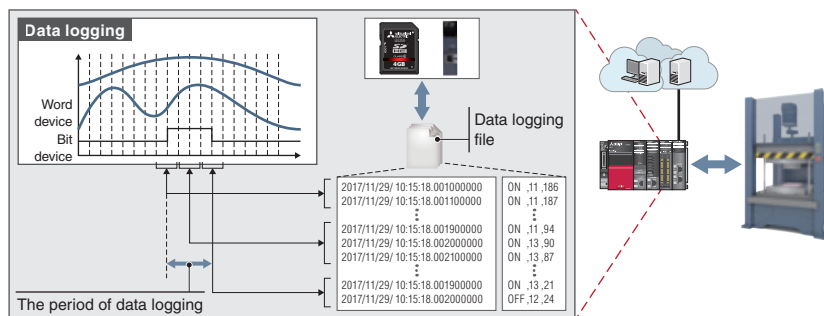 Data logging
Word
device
Bit
device
4GB
Data logging
file
2017/11/29/ 10:15:18.001000000 ON ,11 ,186
2017/11/29/ 10:15:18.001100000 ON ,11 ,187
2017/11/29/ 10:15:18.001900000 ON ,11 ,94
2017/11/29/ 10:15:18.002000000 ON ,13 ,90
2017/11/29/ 10:15:18.002100000 ON ,13 ,87
2017/11/29/ 10:15:18.001900000 ON ,13 ,21
2017/11/29/ 10:15:18.002000000 OFF,12 ,24
The period of data logging